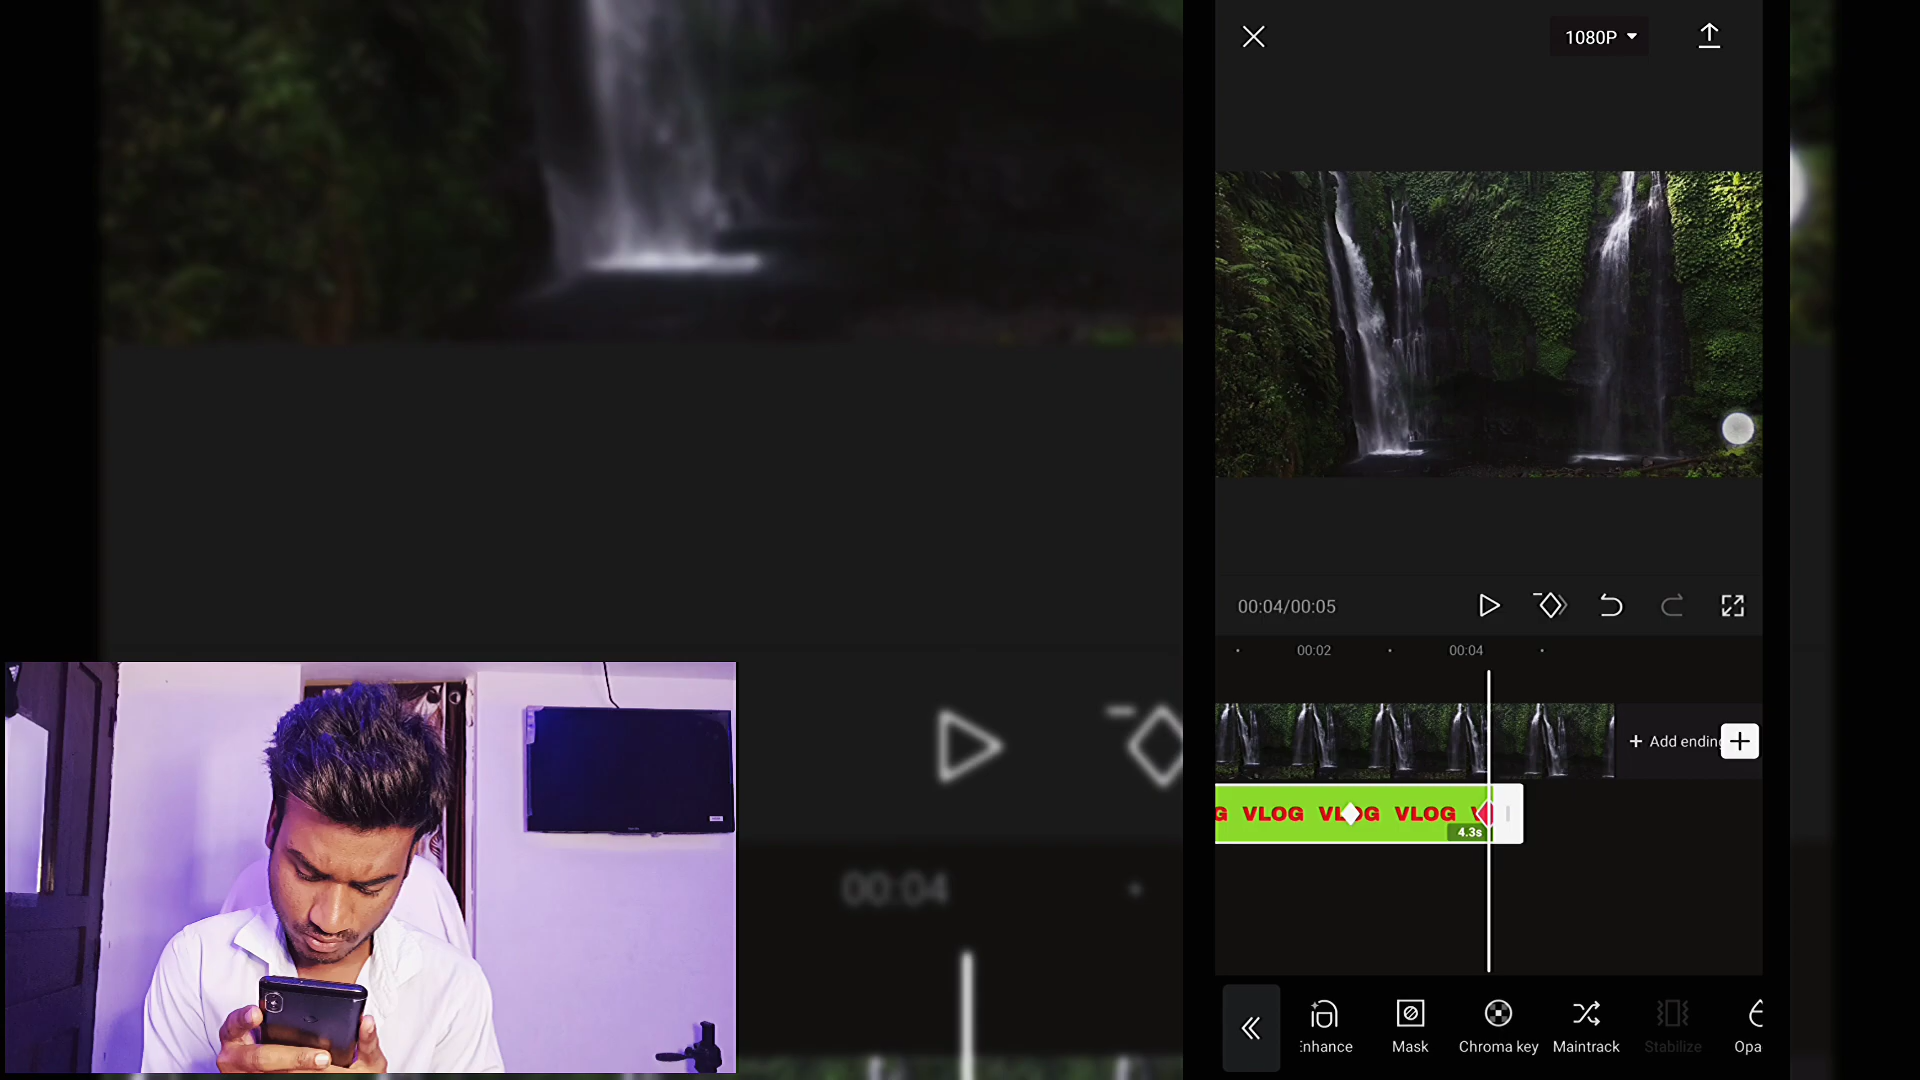 1080P
00:04/00:05
00:02
00:04
+ Add ending
G VLOG VLOG VLOG V
4.3s
00:04
Enhance
Mask
Chroma key
Maintrack
Stabilize
Opa